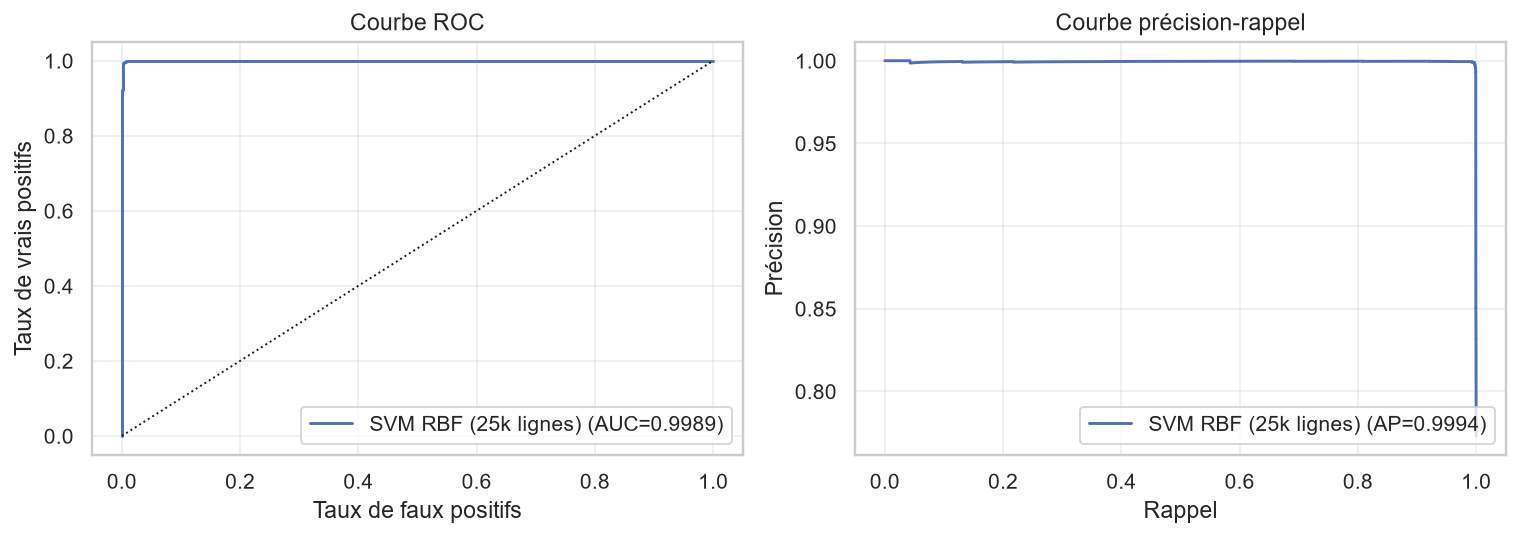 Courbe ROC
Taux de vrais positifs
1.0
0.8
0.6
0.4
0.2
0.0
SVM RBF (25k lignes) (AUC=0.9989)
0.0 0.2 0.4 0.6 0.8 1.0
Taux de faux positifs
Courbe précision-rappel
Précision
1.00
0.95
0.90
0.85
0.80
SVM RBF (25k lignes) (AP=0.9994)
0.0 0.2 0.4 0.6 0.8 1.0
Rappel